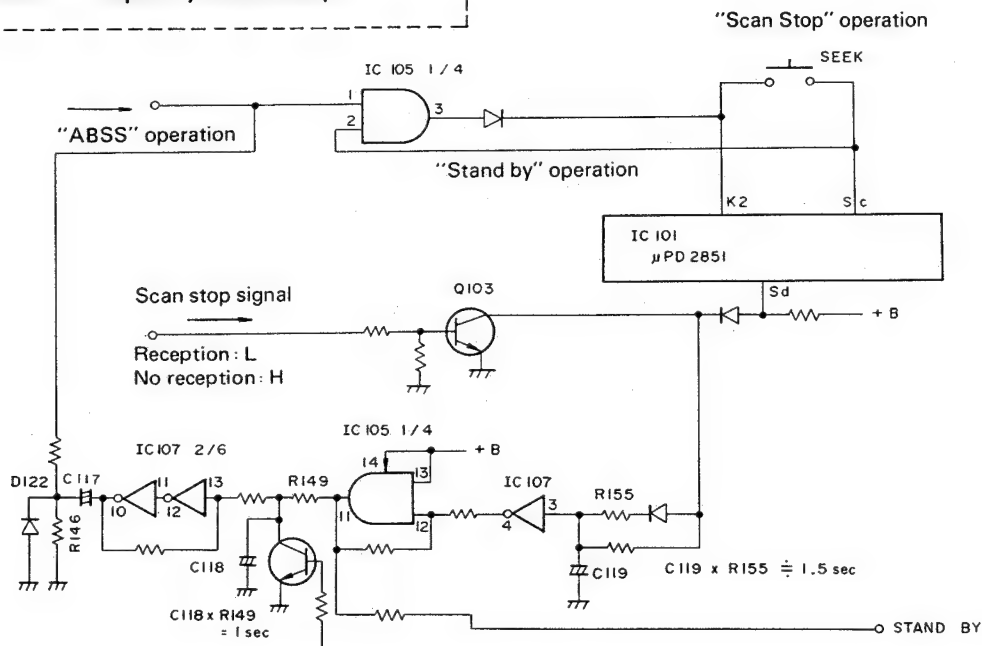 "Scan Stop" operation
SEEK
IC 105 1/4
1
2
3
"ABSS" operation
"Stand by" operation
K2
Sc
IC 101
μPD 2851
Sd
+ B
Scan stop signal
Q103
Reception: L
No reception: H
IC 105 1/4
+ B
14
13
IC107 2/6
IC 107
D122
C117
11
13
R149
11
12
4
3
R155
10
12
R146
C118
C119
C119 x R155 ≑ 1.5 sec
C118 x R149
= 1 sec
STAND BY